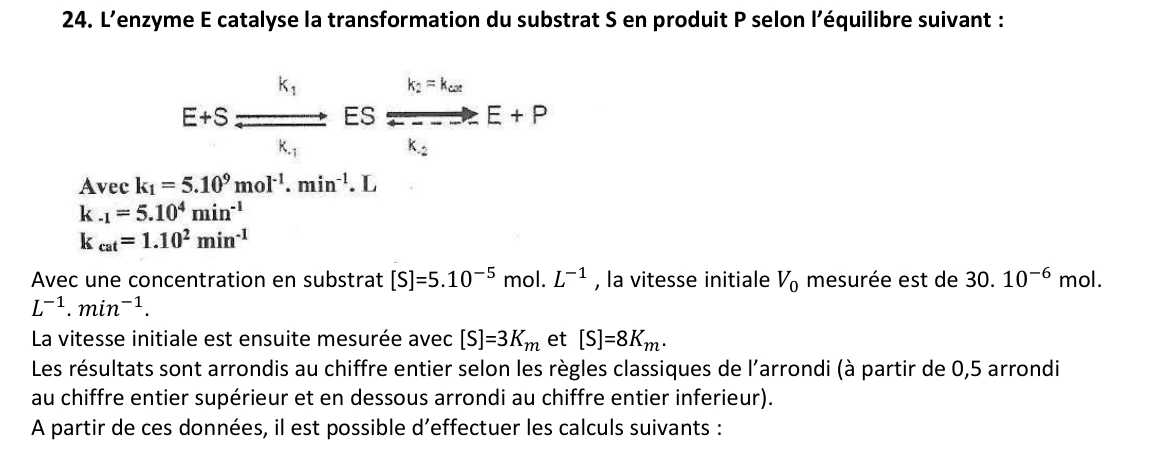 24. L’enzyme E catalyse la transformation du substrat S en produit P selon l’équilibre suivant :
k₁ k₂ = kcat
E+S ES E + P
K₋₁ k₋₂
Avec k₁ = 5.10⁹ mol⁻¹. min⁻¹. L
k ₋₁ = 5.10⁴ min⁻¹
k cat = 1.10² min⁻¹
Avec une concentration en substrat [S]=5.10⁻⁵ mol. L⁻¹ , la vitesse initiale V₀ mesurée est de 30. 10⁻⁶ mol.
L⁻¹. min⁻¹.
La vitesse initiale est ensuite mesurée avec [S]=3Kₘ et [S]=8Kₘ.
Les résultats sont arrondis au chiffre entier selon les règles classiques de l’arrondi (à partir de 0,5 arrondi
au chiffre entier supérieur et en dessous arrondi au chiffre entier inferieur).
A partir de ces données, il est possible d’effectuer les calculs suivants :